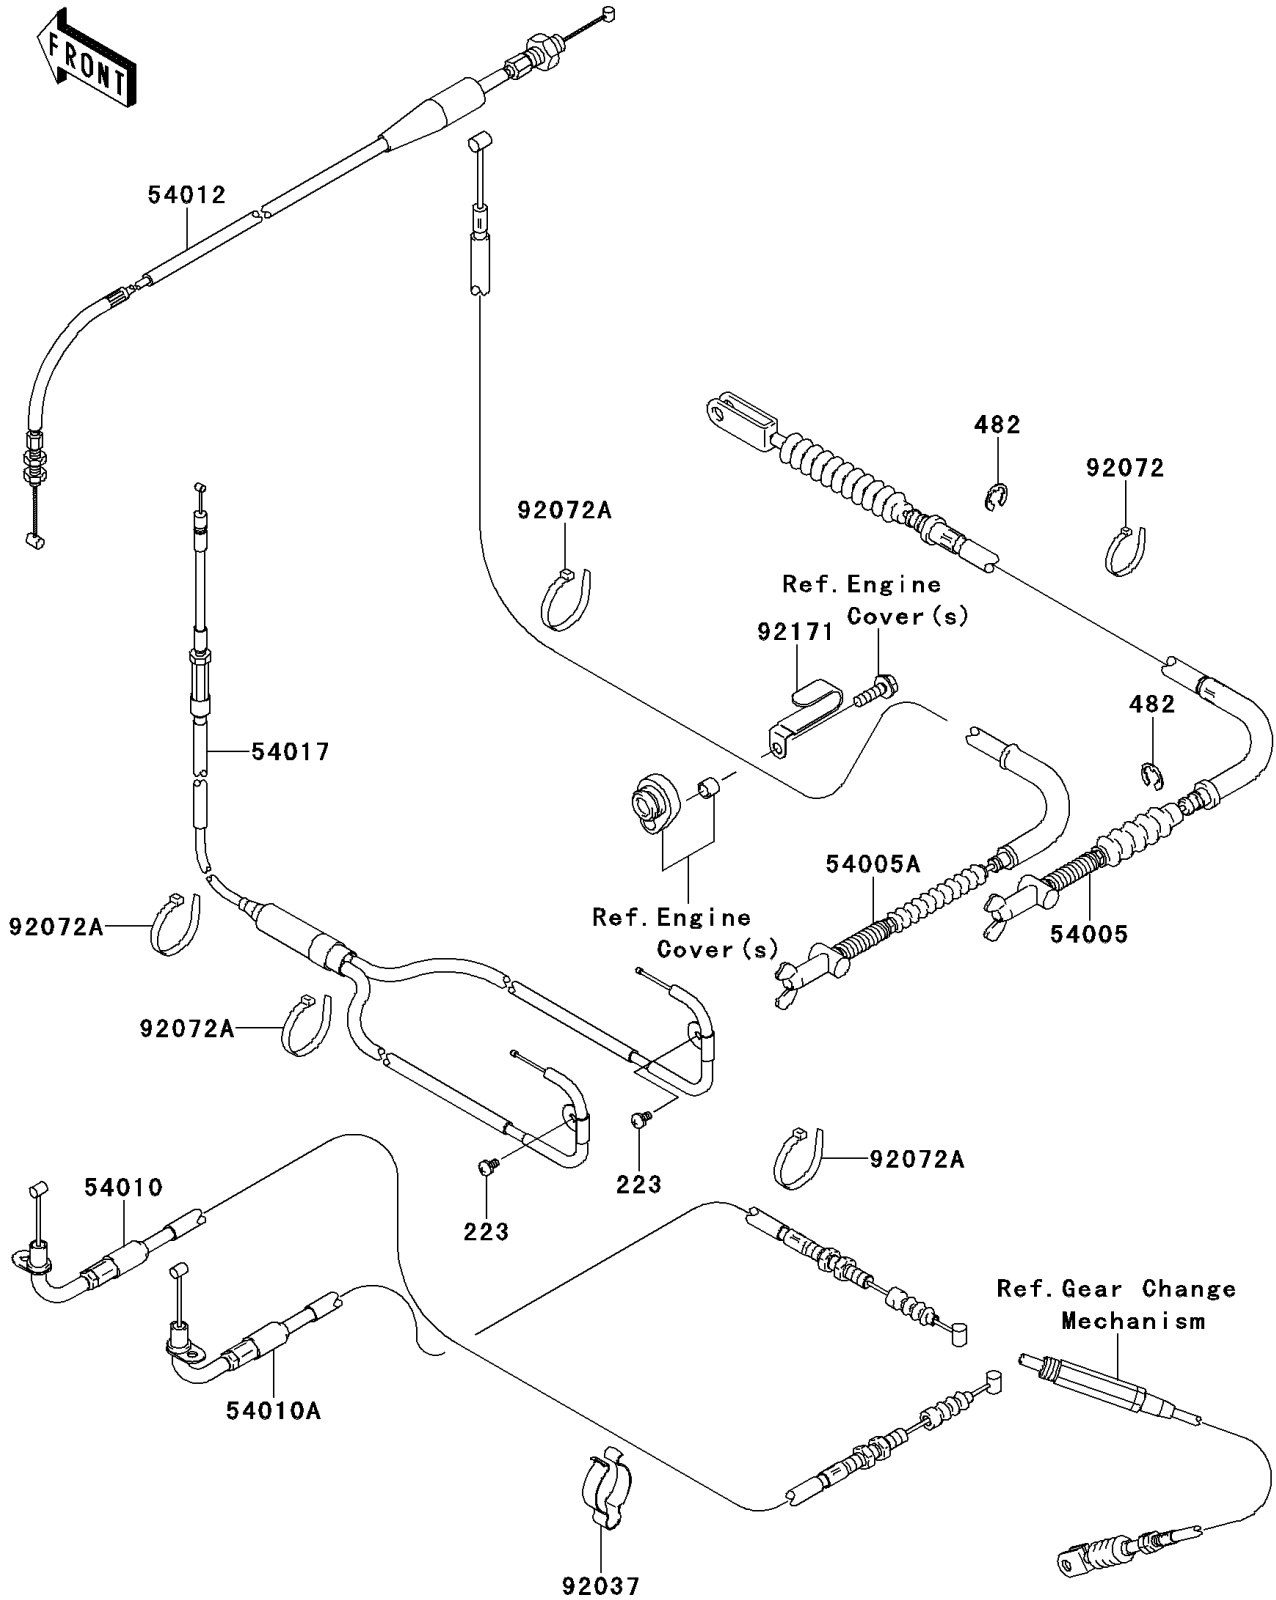 FRONT
54012
482
92072
92072A
Ref.Engine
Cover(s)
92171
482
54017
54005A
92072A
Ref.Engine
Cover(s)
54005
92072A
92072A
223
54010
223
Ref.Gear Change
Mechanism
54010A
92037